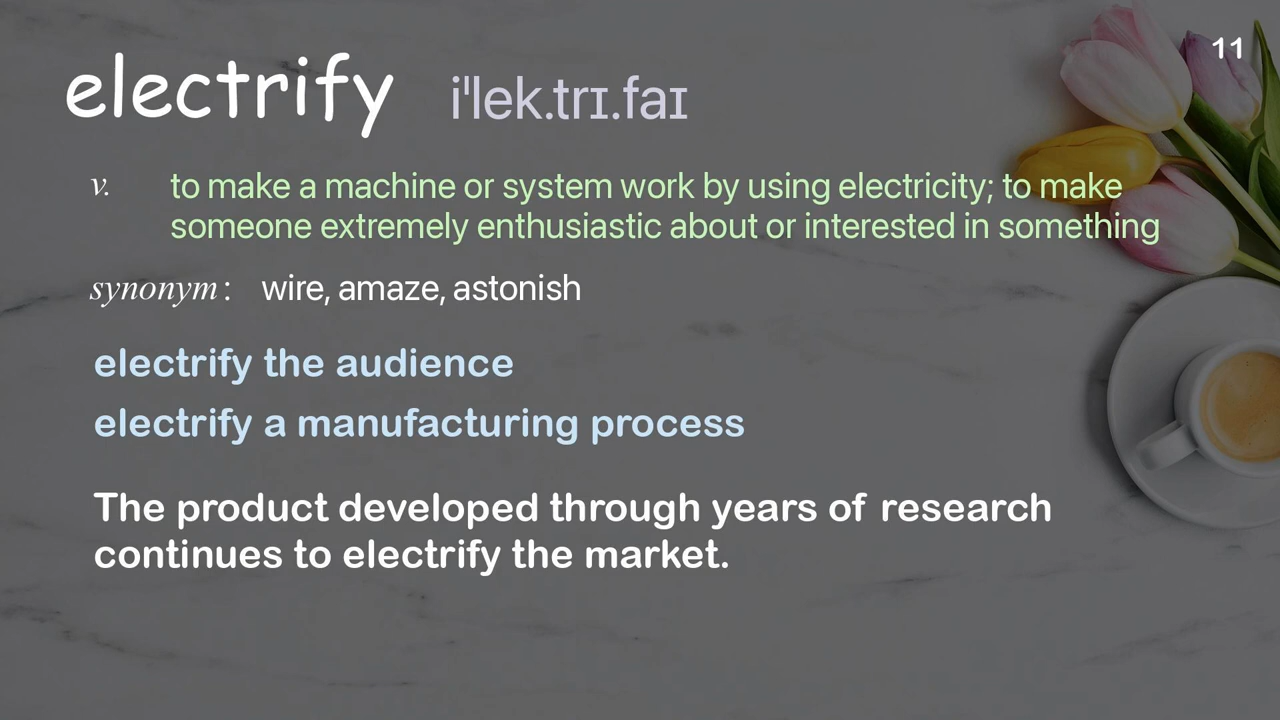 11
electrify i'lek.trɪ.faɪ
v. to make a machine or system work by using electricity; to make
someone extremely enthusiastic about or interested in something
synonym: wire, amaze, astonish
electrify the audience
electrify a manufacturing process
The product developed through years of research
continues to electrify the market.